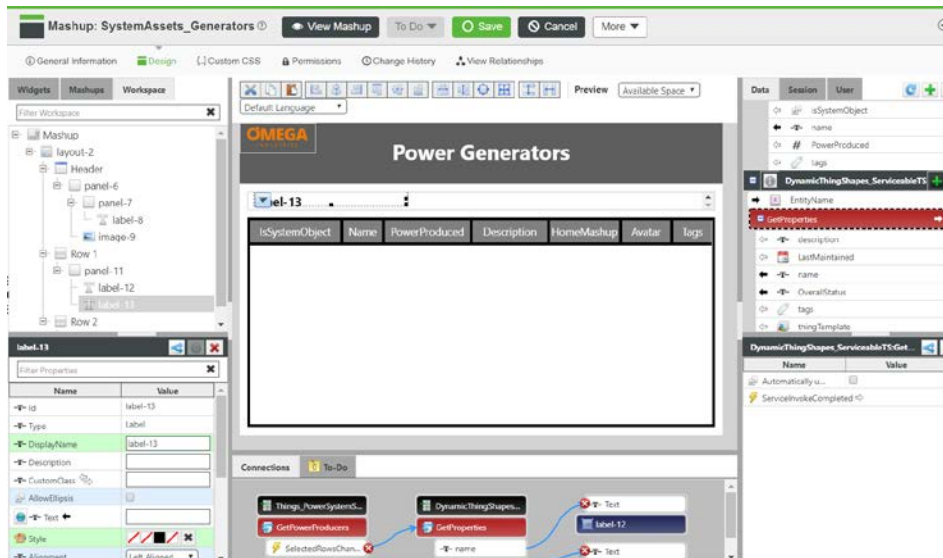 Mashup: SystemAssets_Generators
View Mashup
To Do
Save
Cancel
More
General Information
Design
Custom CSS
Permissions
Change History
View Relationships
Widgets
Mashups
Workspace
Filter Workspace
Mashup
layout-2
Header
panel-6
panel-7
label-8
image-9
Row 1
panel-11
label-12
label-13
Row 2
label-13
Filter Properties
Name Value
Id label-13
Type Label
DisplayName label-13
Description
CustomClass
AllowEllipsis
Text
Style
Alignment Left Aligned
Default Language
Preview Available Space
OMEGA
Power Generators
el-13
IsSystemObject Name PowerProduced Description HomeMashup Avatar Tags
Connections
To-Do
Things_PowerSystemS...
GetPowerProducers
SelectedRowsChan...
DynamicThingShapes...
GetProperties
name
Text
label-12
Text
Data
Session
User
isSystemObject
name
PowerProduced
tags
DynamicThingShapes_ServiceableTS
EntityName
GetProperties
description
LastMaintained
name
OverallStatus
tags
thingTemplate
DynamicThingShapes_ServiceableTS:Get...
Name Value
Automatically u...
ServiceInvokeCompleted